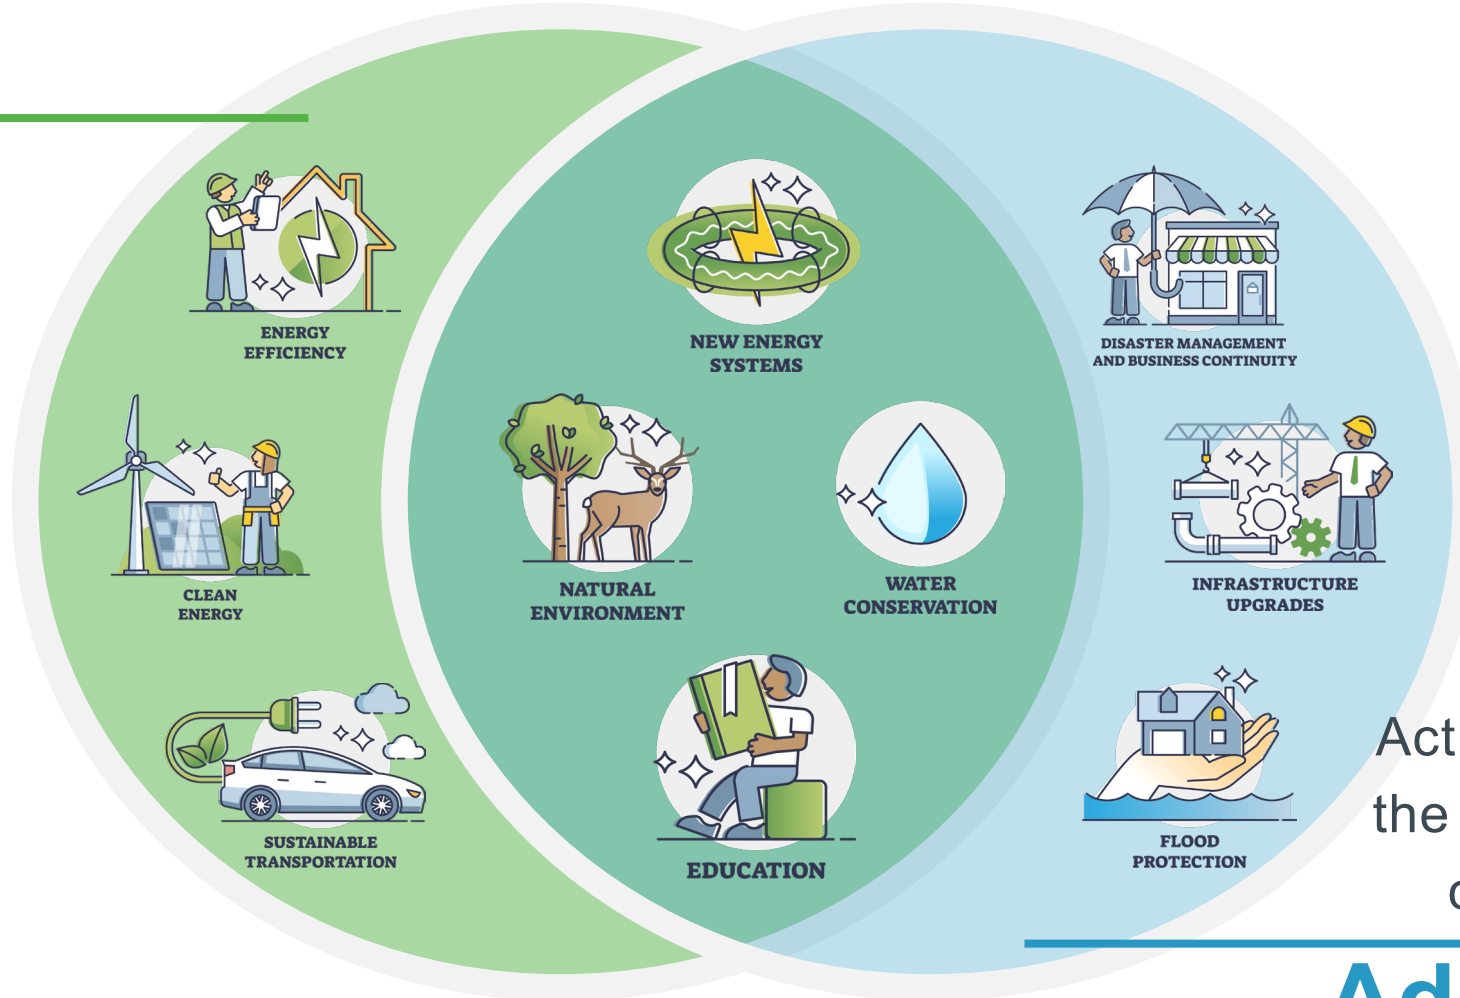 ENERGY
EFFICIENCY
NEW ENERGY
SYSTEMS
DISASTER MANAGEMENT
AND BUSINESS CONTINUITY
CLEAN
ENERGY
NATURAL
ENVIRONMENT
WATER
CONSERVATION
INFRASTRUCTURE
UPGRADES
SUSTAINABLE
TRANSPORTATION
EDUCATION
FLOOD
PROTECTION
Act
the